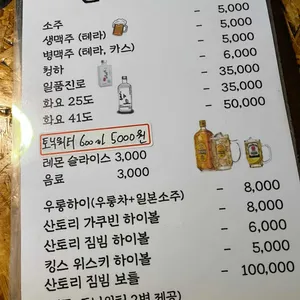 소주 - 5,000
생맥주 (테라) - 5,000
병맥주 (테라, 카스) - 5,000
청하 - 6,000
일품진로 - 35,000
화요 25도 - 35,000
화요 41도 - 50,000
토닉워터 600ml 5000원
레몬 슬라이스 3,000
음료 3,000
우롱하이(우롱차+일본소주) - 8,000
산토리 가쿠빈 하이볼 - 8,000
산토리 짐빔 하이볼 - 6,000
킹스 위스키 하이볼 - 5,000
산토리 짐빔 보틀 - 100,000
2병 제공)